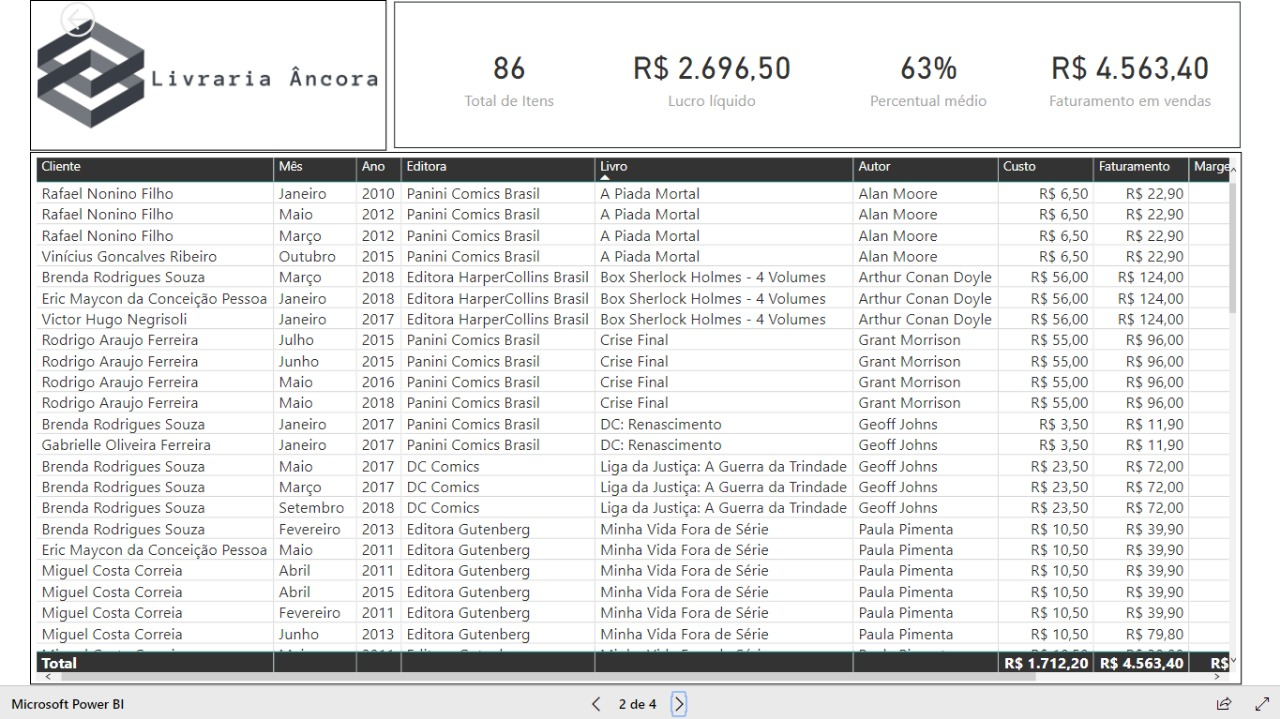 Livraria Âncora
86 R$ 2.696,50 63% R$ 4.563,40
Total de Itens Lucro líquido Percentual médio Faturamento em vendas
Cliente Mês Ano Editora Livro Autor Custo Faturamento Marge
Rafael Nonino Filho Janeiro 2010 Panini Comics Brasil A Piada Mortal Alan Moore R$ 6,50 R$ 22,90
Rafael Nonino Filho Maio 2012 Panini Comics Brasil A Piada Mortal Alan Moore R$ 6,50 R$ 22,90
Rafael Nonino Filho Março 2012 Panini Comics Brasil A Piada Mortal Alan Moore R$ 6,50 R$ 22,90
Vinícius Goncalves Ribeiro Outubro 2015 Panini Comics Brasil A Piada Mortal Alan Moore R$ 6,50 R$ 22,90
Brenda Rodrigues Souza Março 2018 Editora HarperCollins Brasil Box Sherlock Holmes - 4 Volumes Arthur Conan Doyle R$ 56,00 R$ 124,00
Eric Maycon da Conceição Pessoa Janeiro 2018 Editora HarperCollins Brasil Box Sherlock Holmes - 4 Volumes Arthur Conan Doyle R$ 56,00 R$ 124,00
Victor Hugo Negrisoli Janeiro 2017 Editora HarperCollins Brasil Box Sherlock Holmes - 4 Volumes Arthur Conan Doyle R$ 56,00 R$ 124,00
Rodrigo Araujo Ferreira Julho 2015 Panini Comics Brasil Crise Final Grant Morrison R$ 55,00 R$ 96,00
Rodrigo Araujo Ferreira Junho 2015 Panini Comics Brasil Crise Final Grant Morrison R$ 55,00 R$ 96,00
Rodrigo Araujo Ferreira Maio 2016 Panini Comics Brasil Crise Final Grant Morrison R$ 55,00 R$ 96,00
Rodrigo Araujo Ferreira Maio 2018 Panini Comics Brasil Crise Final Grant Morrison R$ 55,00 R$ 96,00
Brenda Rodrigues Souza Janeiro 2017 Panini Comics Brasil DC: Renascimento Geoff Johns R$ 3,50 R$ 11,90
Gabrielle Oliveira Ferreira Janeiro 2017 Panini Comics Brasil DC: Renascimento Geoff Johns R$ 3,50 R$ 11,90
Brenda Rodrigues Souza Maio 2017 DC Comics Liga da Justiça: A Guerra da Trindade Geoff Johns R$ 23,50 R$ 72,00
Brenda Rodrigues Souza Março 2017 DC Comics Liga da Justiça: A Guerra da Trindade Geoff Johns R$ 23,50 R$ 72,00
Brenda Rodrigues Souza Setembro 2018 DC Comics Liga da Justiça: A Guerra da Trindade Geoff Johns R$ 23,50 R$ 72,00
Brenda Rodrigues Souza Fevereiro 2013 Editora Gutenberg Minha Vida Fora de Série Paula Pimenta R$ 10,50 R$ 39,90
Eric Maycon da Conceição Pessoa Maio 2011 Editora Gutenberg Minha Vida Fora de Série Paula Pimenta R$ 10,50 R$ 39,90
Miguel Costa Correia Abril 2011 Editora Gutenberg Minha Vida Fora de Série Paula Pimenta R$ 10,50 R$ 39,90
Miguel Costa Correia Abril 2015 Editora Gutenberg Minha Vida Fora de Série Paula Pimenta R$ 10,50 R$ 39,90
Miguel Costa Correia Fevereiro 2011 Editora Gutenberg Minha Vida Fora de Série Paula Pimenta R$ 10,50 R$ 39,90
Miguel Costa Correia Junho 2013 Editora Gutenberg Minha Vida Fora de Série Paula Pimenta R$ 10,50 R$ 79,80
Total R$ 1.712,20 R$ 4.563,40 R$
Microsoft Power BI 2 de 4